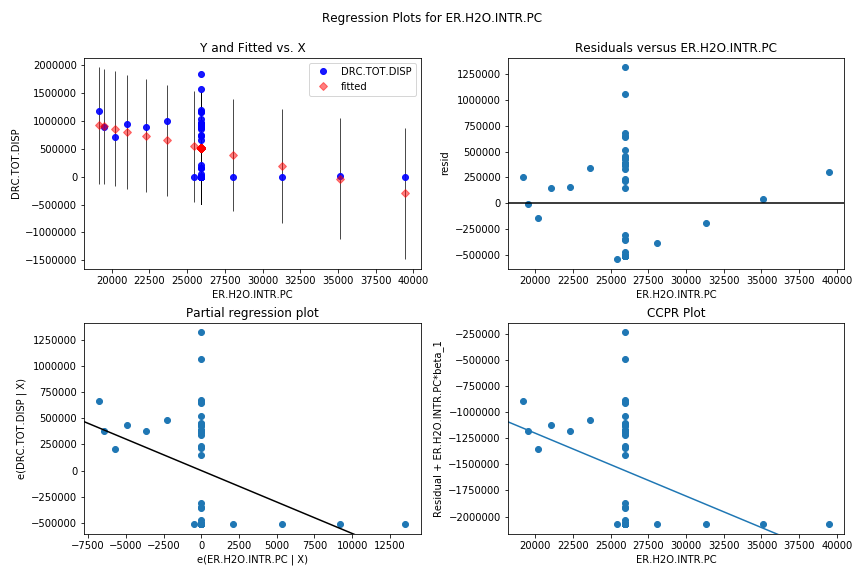 Regression Plots for ER.H2O.INTR.PC
Y and Fitted vs. X
DRC.TOT.DISP
fitted
2000000
1500000
1000000
500000
0
−500000
−1000000
−1500000
DRC.TOT.DISP
20000 22500 25000 27500 30000 32500 35000 37500 40000
ER.H2O.INTR.PC
Residuals versus ER.H2O.INTR.PC
1250000
1000000
750000
500000
250000
0
−250000
−500000
resid
20000 22500 25000 27500 30000 32500 35000 37500 40000
ER.H2O.INTR.PC
Partial regression plot
1250000
1000000
750000
500000
250000
0
−250000
−500000
e(DRC.TOT.DISP | X)
−7500 −5000 −2500 0 2500 5000 7500 10000 12500
e(ER.H2O.INTR.PC | X)
CCPR Plot
−250000
−500000
−750000
−1000000
−1250000
−1500000
−1750000
−2000000
Residual + ER.H2O.INTR.PC*beta_1
20000 22500 25000 27500 30000 32500 35000 37500 40000
ER.H2O.INTR.PC